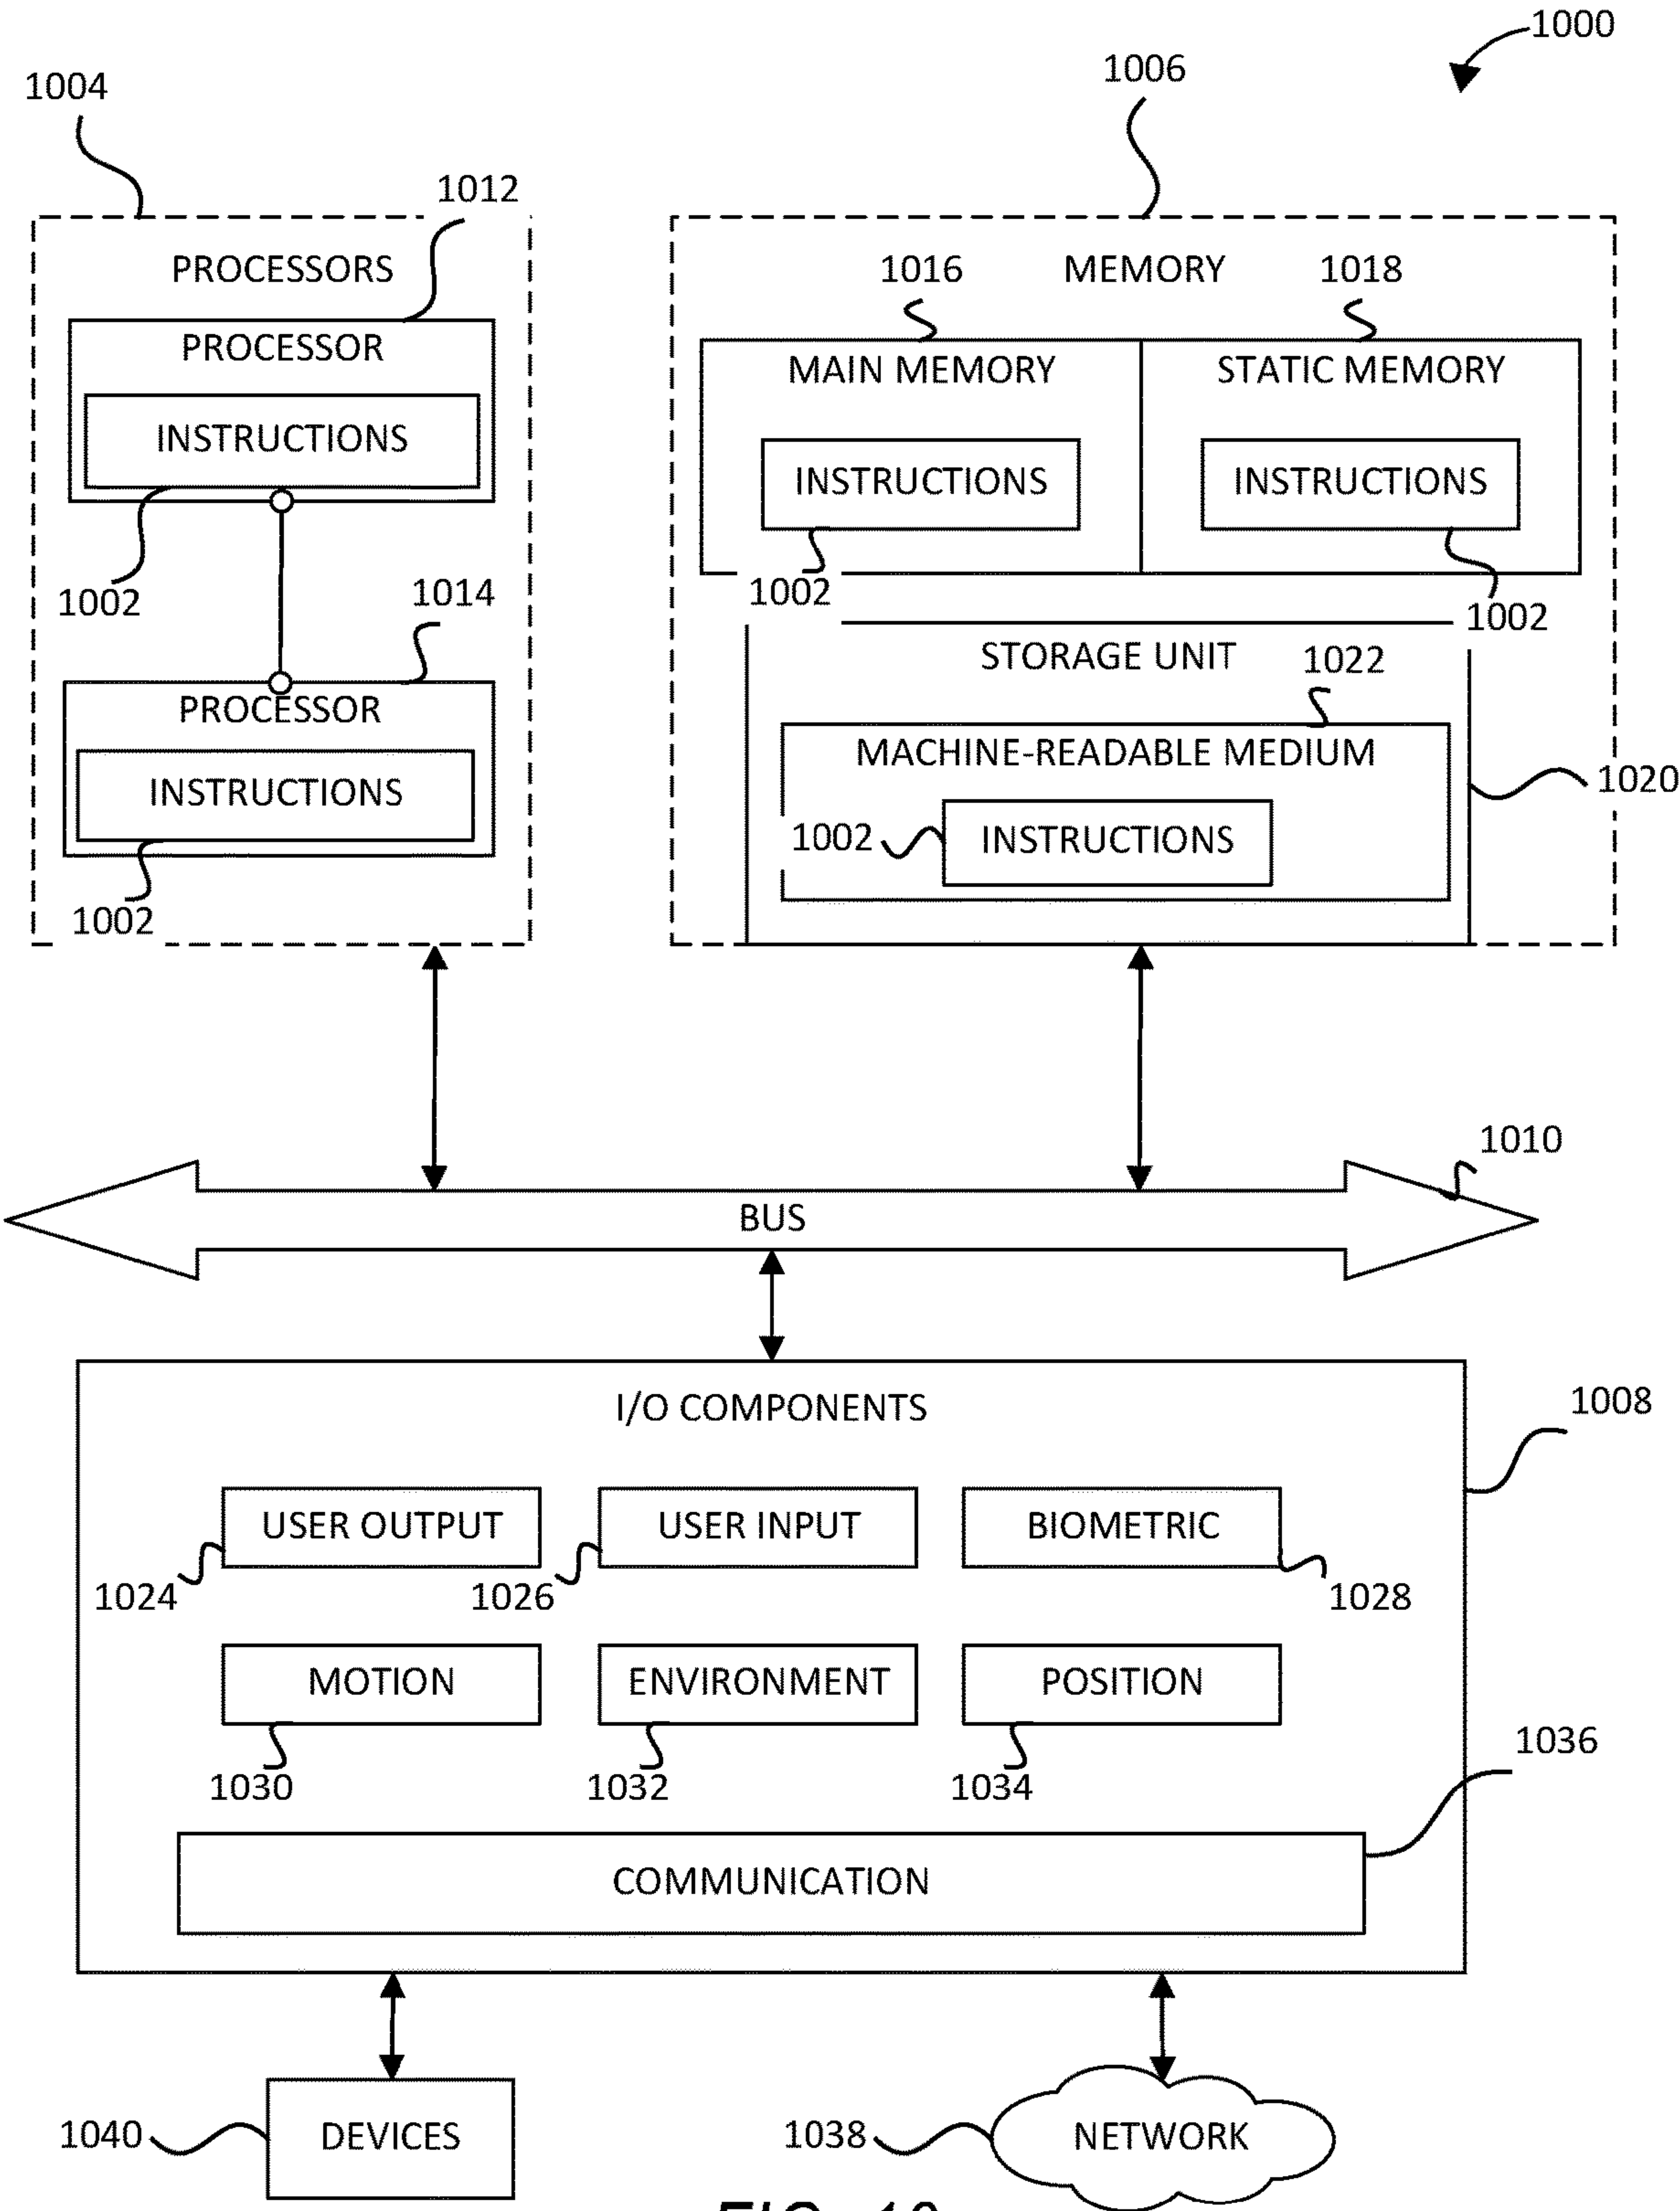 1000
1004
1006
1012
PROCESSORS
1016
MEMORY
1018
PROCESSOR
INSTRUCTIONS
MAIN MEMORY
STATIC MEMORY
INSTRUCTIONS
INSTRUCTIONS
1002
1014
1002
1002
STORAGE UNIT
1022
PROCESSOR
INSTRUCTIONS
MACHINE-READABLE MEDIUM
1020
1002
INSTRUCTIONS
1002
1010
BUS
I/O COMPONENTS
1008
USER OUTPUT
USER INPUT
BIOMETRIC
1024
1026
1028
MOTION
ENVIRONMENT
POSITION
1030
1032
1034
1036
COMMUNICATION
1040
DEVICES
1038
NETWORK